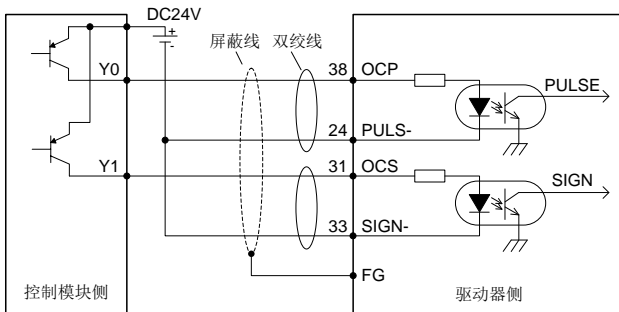 DC24V
+
-
屏蔽线
双绞线
Y0
38
OCP
PULSE
24
PULS-
Y1
31
OCS
SIGN
33
SIGN-
FG
控制模块侧
驱动器侧